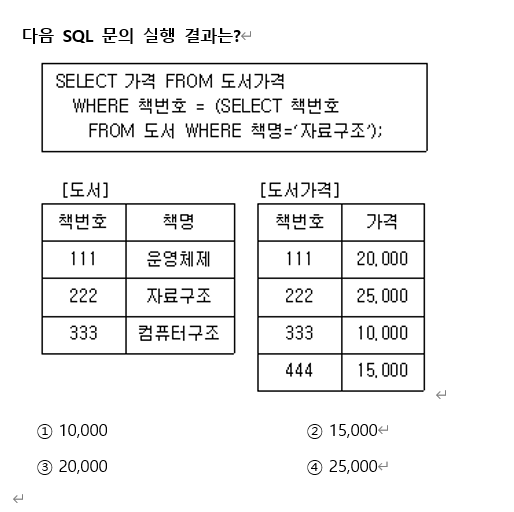 다음 SQL 문의 실행 결과는?
SELECT 가격 FROM 도서가격
WHERE 책번호 = (SELECT 책번호
FROM 도서 WHERE 책명='자료구조');
[도서]
책번호 책명
111 운영체제
222 자료구조
333 컴퓨터구조
[도서가격]
책번호 가격
111 20,000
222 25,000
333 10,000
444 15,000
① 10,000 ② 15,000
③ 20,000 ④ 25,000